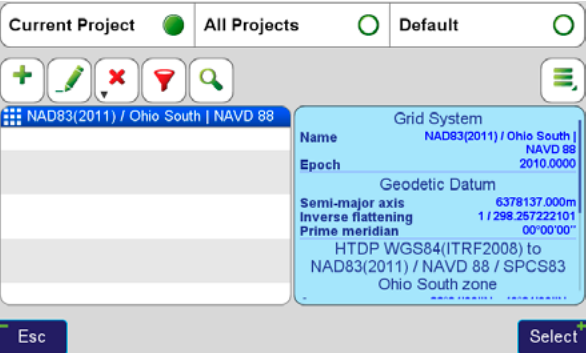 Current Project
All Projects
Default
NAD83(2011) / Ohio South | NAVD 88
Grid System
Name NAD83(2011) / Ohio South |
NAVD 88
Epoch 2010.0000
Geodetic Datum
Semi-major axis 6378137.000m
Inverse flattening 1 / 298.257222101
Prime meridian 00°00'00"
HTDP WGS84(ITRF2008) to
NAD83(2011) / NAVD 88 / SPCS83
Ohio South zone
Esc
Select